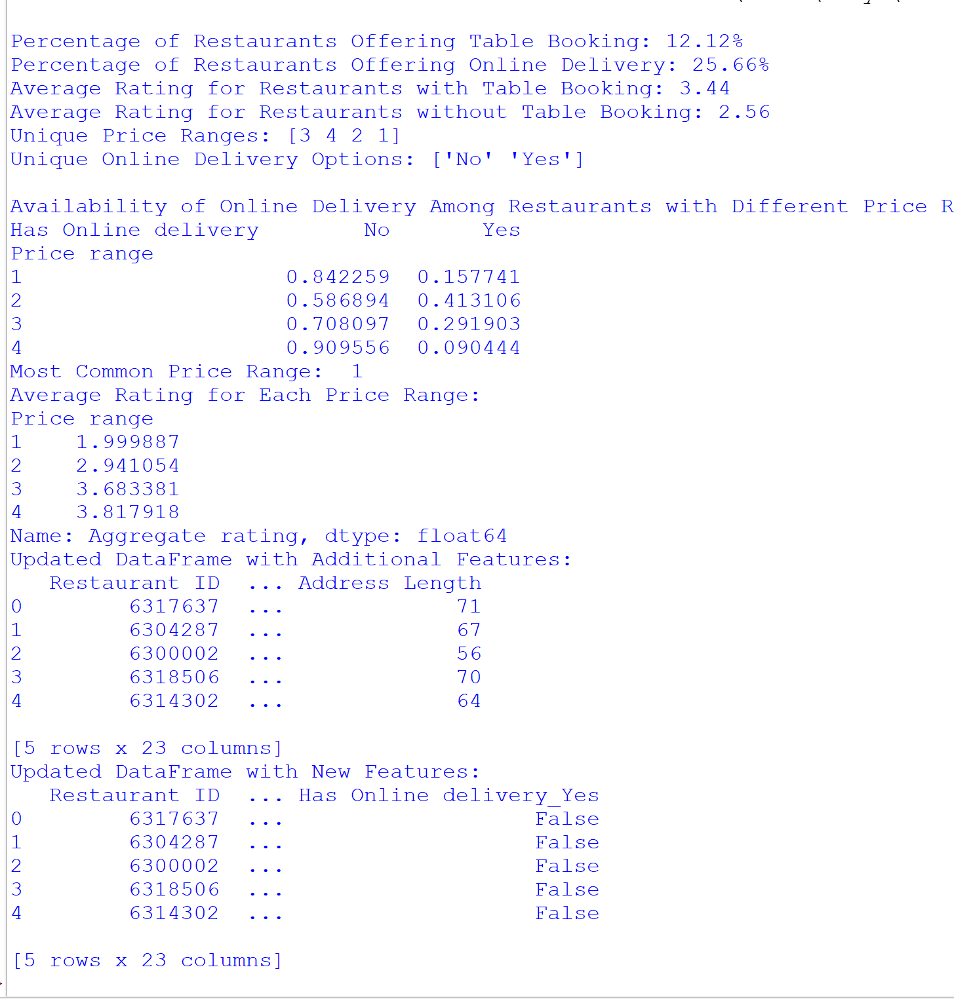 Percentage of Restaurants Offering Table Booking: 12.12%
Percentage of Restaurants Offering Online Delivery: 25.66%
Average Rating for Restaurants with Table Booking: 3.44
Average Rating for Restaurants without Table Booking: 2.56
Unique Price Ranges: [3 4 2 1]
Unique Online Delivery Options: ['No' 'Yes']
Availability of Online Delivery Among Restaurants with Different Price R
Has Online delivery        No       Yes
Price range
1                    0.842259  0.157741
2                    0.586894  0.413106
3                    0.708097  0.291903
4                    0.909556  0.090444
Most Common Price Range:  1
Average Rating for Each Price Range:
Price range
1    1.999887
2    2.941054
3    3.683381
4    3.817918
Name: Aggregate rating, dtype: float64
Updated DataFrame with Additional Features:
   Restaurant ID  ... Address Length
0        6317637  ...             71
1        6304287  ...             67
2        6300002  ...             56
3        6318506  ...             70
4        6314302  ...             64
[5 rows x 23 columns]
Updated DataFrame with New Features:
   Restaurant ID  ... Has Online delivery_Yes
0        6317637  ...                   False
1        6304287  ...                   False
2        6300002  ...                   False
3        6318506  ...                   False
4        6314302  ...                   False
[5 rows x 23 columns]